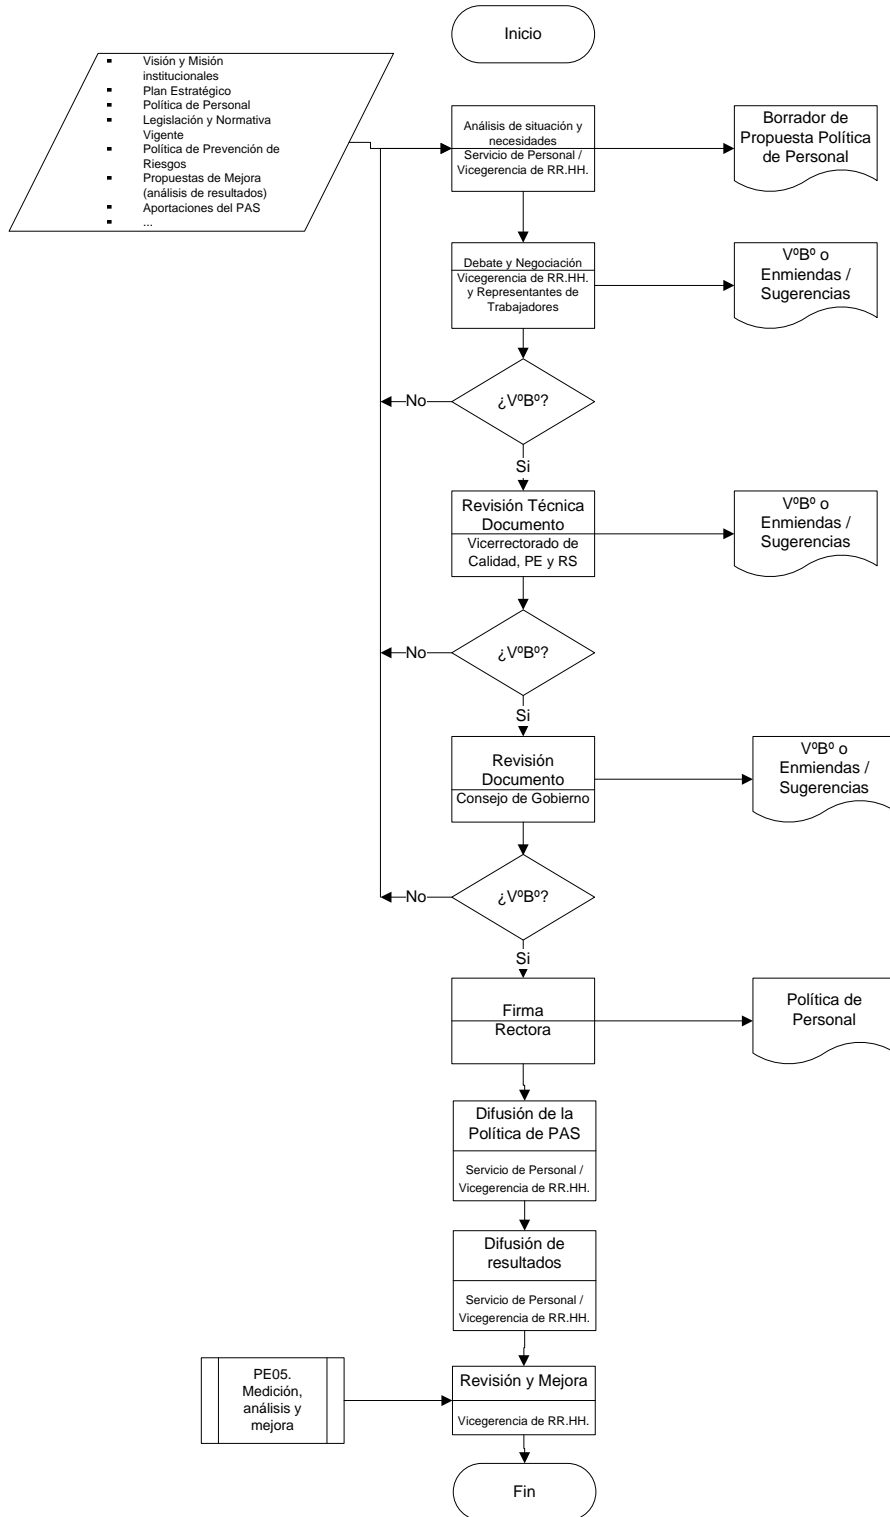 Inicio
▪ Visión y Misión
institucionales
▪ Plan Estratégico
▪ Política de Personal
▪ Legislación y Normativa
Vigente
▪ Política de Prevención de
Riesgos
▪ Propuestas de Mejora
(análisis de resultados)
▪ Aportaciones del PAS
▪ ...
Análisis de situación y
necesidades
Servicio de Personal /
Vicegerencia de RR.HH.
Borrador de
Propuesta Política
de Personal
Debate y Negociación
Vicegerencia de RR.HH.
y Representantes de
Trabajadores
VºBº o
Enmiendas /
Sugerencias
¿VºBº?
No
Si
Revisión Técnica
Documento
Vicerrectorado de
Calidad, PE y RS
VºBº o
Enmiendas /
Sugerencias
¿VºBº?
No
Si
Revisión
Documento
Consejo de Gobierno
VºBº o
Enmiendas /
Sugerencias
¿VºBº?
No
Si
Firma
Rectora
Política de
Personal
Difusión de la
Política de PAS
Servicio de Personal /
Vicegerencia de RR.HH.
Difusión de
resultados
Servicio de Personal /
Vicegerencia de RR.HH.
PE05.
Medición,
análisis y
mejora
Revisión y Mejora
Vicegerencia de RR.HH.
Fin